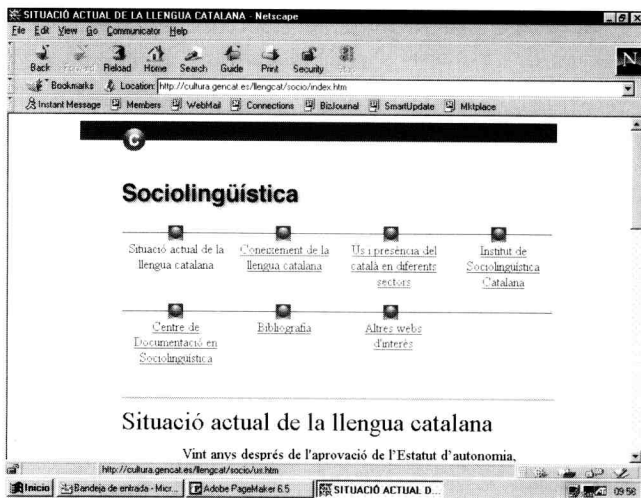 SITUACIÓ ACTUAL DE LA LLENGUA CATALANA - Netscape
File Edit View Go Communicator Help
Back Reload Home Search Guide Print Security
Bookmarks Location: http://cultura.gencat.es/llengcat/socio/index.htm
Instant Message Members WebMail Connections BizJournal SmartUpdate Mktplace
C
Sociolingüística
Situació actual de la
llengua catalana
Coneixement de la
llengua catalana
Ús i presència del
català en diferents
sectors
Institut de
Sociolingüística
Catalana
Centre de
Documentació en
Sociolingüística
Bibliografia
Altres webs
d'interès
Situació actual de la llengua catalana
Vint anys després de l'aprovació de l'Estatut d'autonomia,
http://cultura.gencat.es/llengcat/socio/us.htm
Inicio Bandeja de entrada - Micr... Adobe PageMaker 6.5 SITUACIÓ ACTUAL D... 09:56